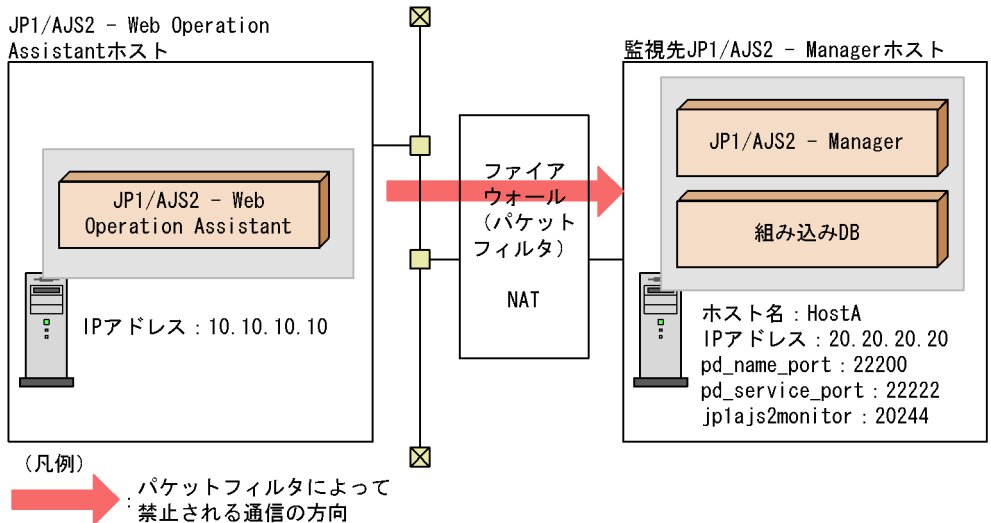 JP1/AJS2 - Web Operation
Assistantホスト
JP1/AJS2 - Web
Operation Assistant
IPアドレス：10.10.10.10
ファイア
ウォール
（パケット
フィルタ）
NAT
監視先JP1/AJS2 - Managerホスト
JP1/AJS2 - Manager
組み込みDB
ホスト名：HostA
IPアドレス：20.20.20.20
pd_name_port：22200
pd_service_port：22222
jp1ajs2monitor：20244
（凡例）
：パケットフィルタによって
禁止される通信の方向